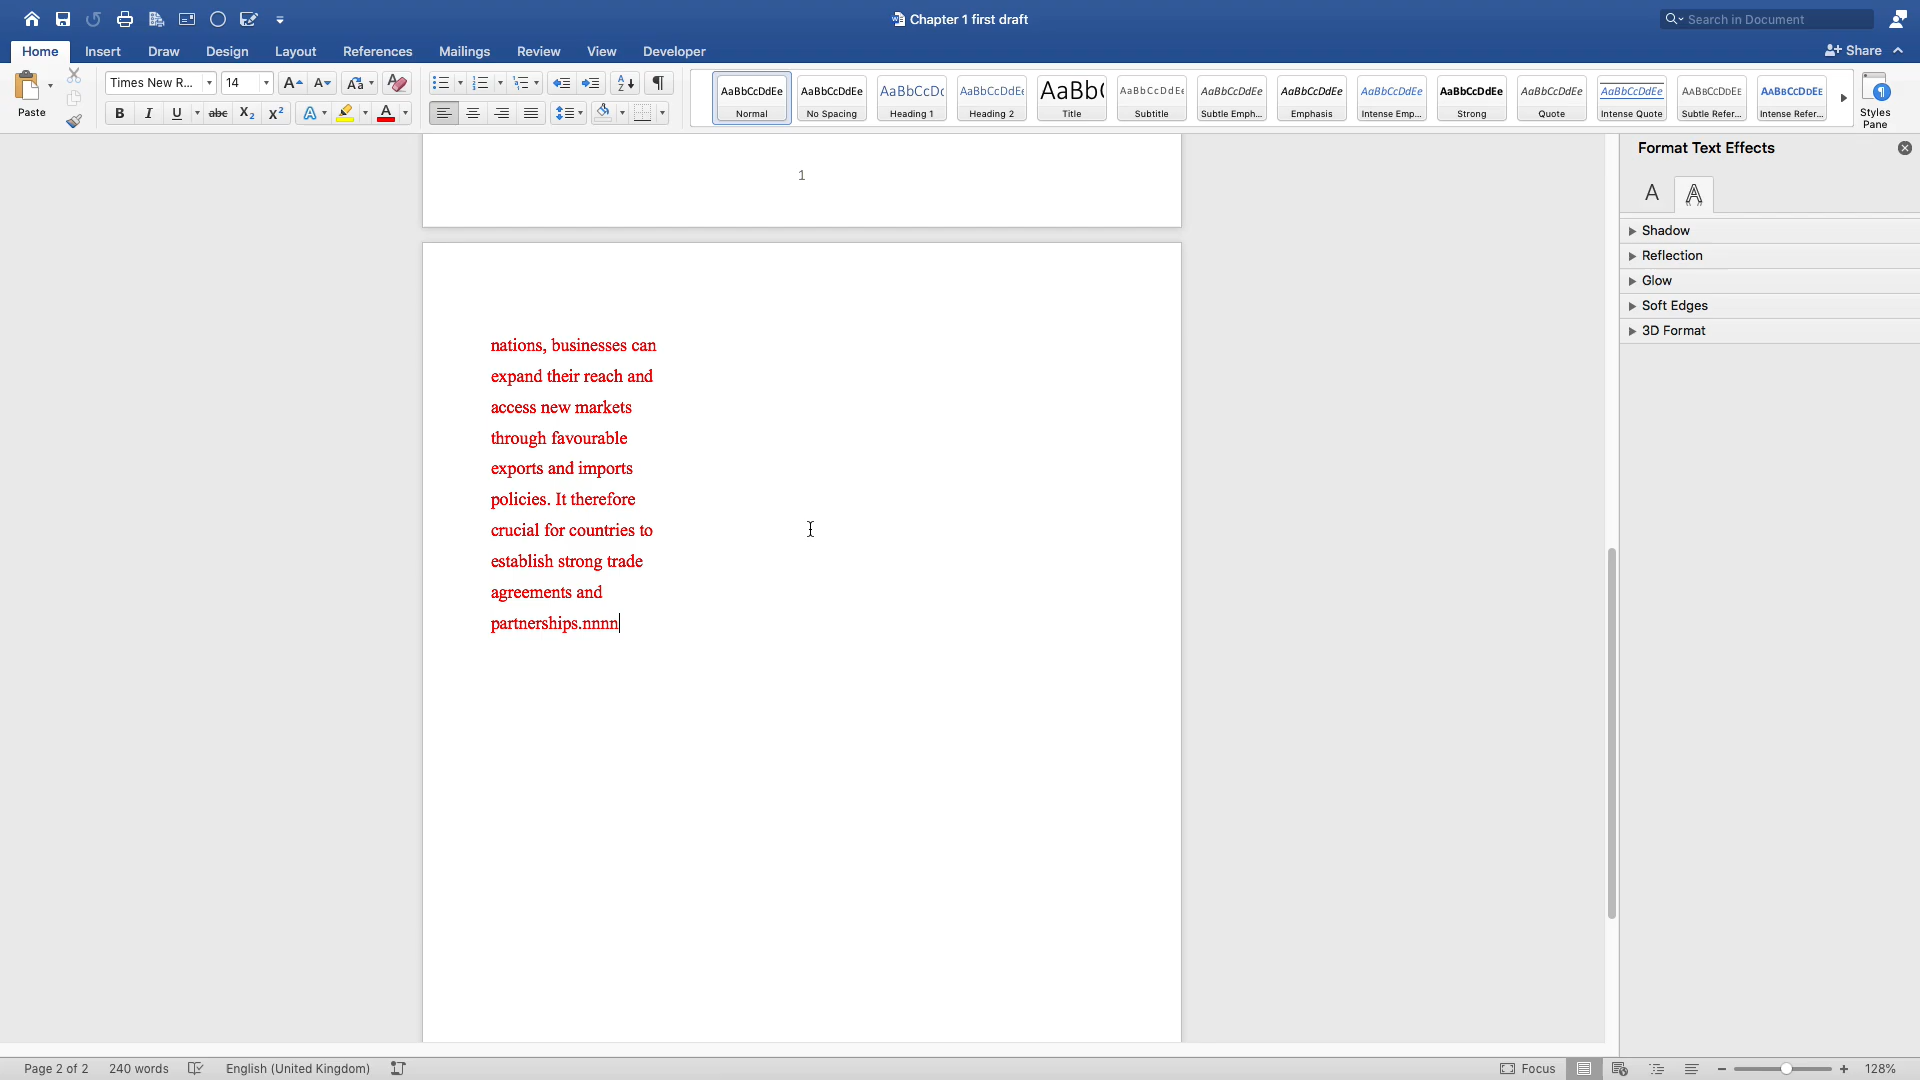 Chapter 1 first draft
Search in Document
Home Insert Draw Design Layout References Mailings Review View Developer
Share
Paste
Times New R... 14
abc X2 X2
AaBbCcDdEe AaBbCcDdEe AaBbCcDc AaBbCcDdEe AaBb( AaBbCcDdEe AaBbCcDdEe AaBbCcDdEe AaBbCcDdEe AaBbCcDdEe AaBbCcDdEe AaBbCcDdEe AaBbCcDdEe AaBbCcDdEe
Normal No Spacing Heading 1 Heading 2 Title Subtitle Subtle Emph... Emphasis Intense Emp... Strong Quote Intense Quote Subtle Refer... Intense Refer...
Styles Pane
Format Text Effects
Shadow
Reflection
Glow
Soft Edges
3D Format
1
nations, businesses can
expand their reach and
access new markets
through favourable
exports and imports
policies. It therefore
crucial for countries to
establish strong trade
agreements and
partnerships.nnnn
Page 2 of 2 240 words English (United Kingdom) Focus 128%